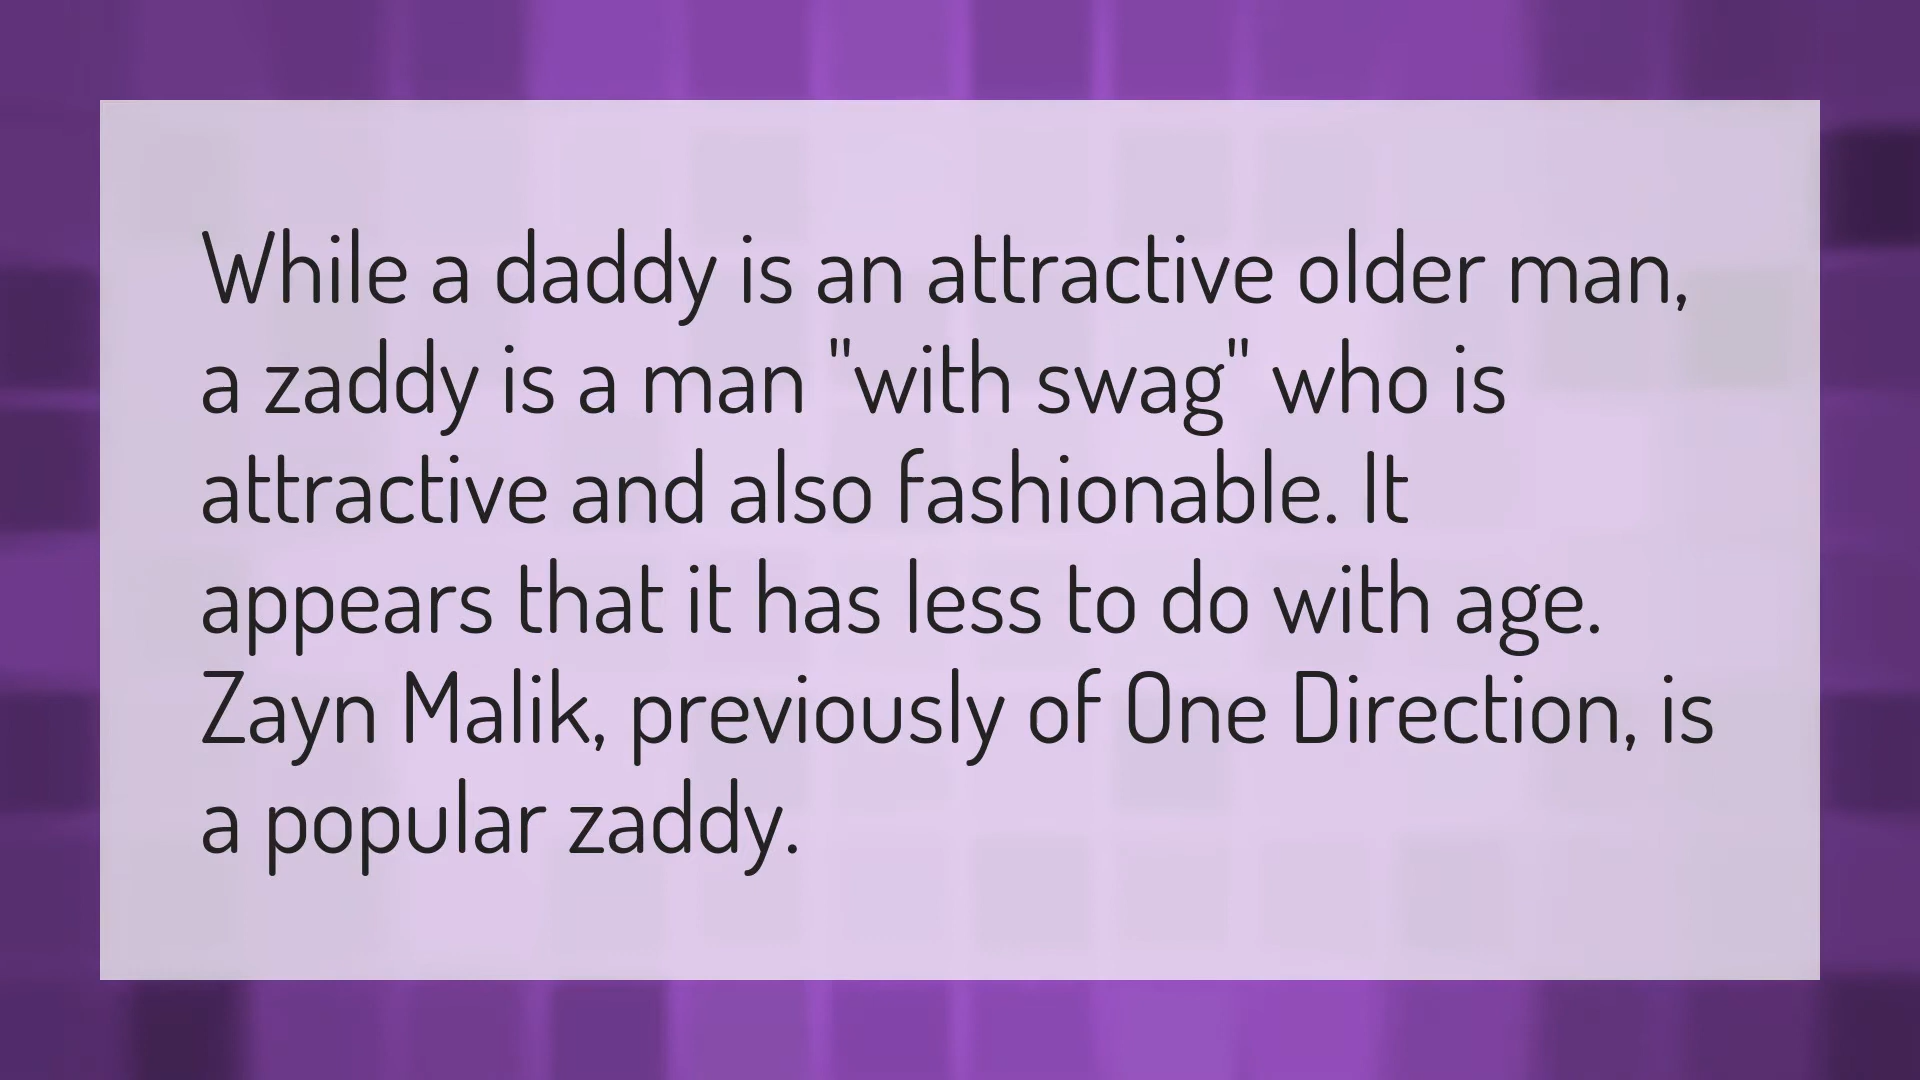 While a daddy is an attractive older man,
a zaddy is a man "with swag" who is
attractive and also fashionable. It
appears that it has less to do with age.
Zayn Malik, previously of One Direction, is
a popular zaddy.